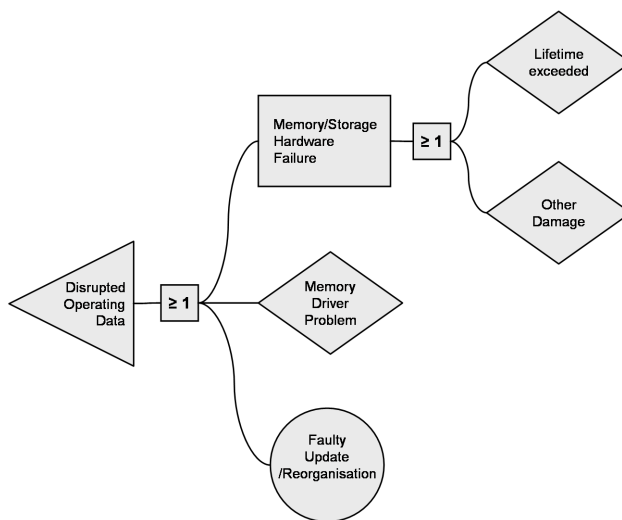 Lifetime
exceeded
Memory/Storage
Hardware
Failure
≥ 1
Other
Damage
Disrupted
Operating
Data
≥ 1
Memory
Driver
Problem
Faulty
Update
/Reorganisation